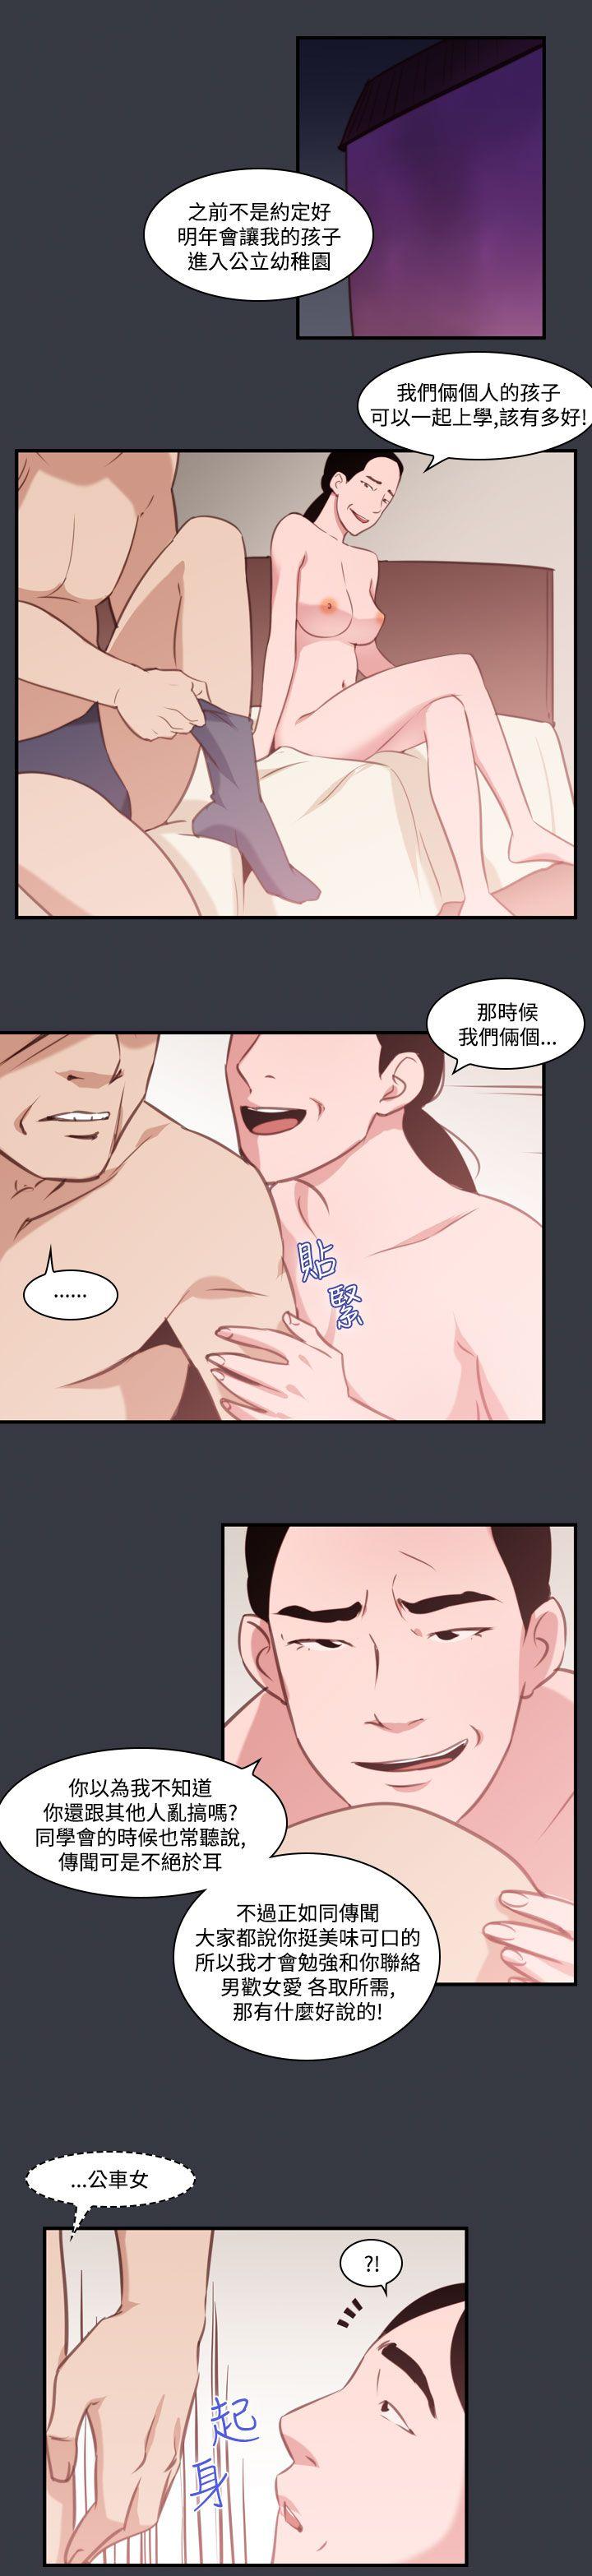 之前不是約定好
明年會讓我的孩子
進入公立幼稚園
我們倆個人的孩子
可以一起上學,該有多好!
那時候
我們倆個...
......
貼
緊
你以為我不知道
你還跟其他人亂搞嗎?
同學會的時候也常聽說,
傳聞可是不絕於耳
不過正如同傳聞
大家都說你挺美味可口的
所以我才會勉強和你聯絡
男歡女愛 各取所需,
那有什麼好說的!
...公車女
?!
起
身